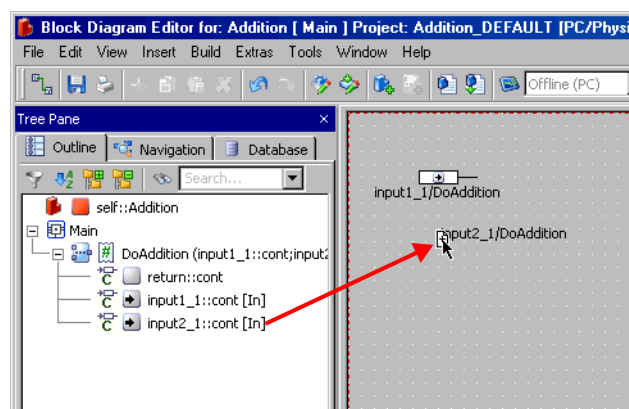 Block Diagram Editor for: Addition [ Main ] Project: Addition_DEFAULT [PC/Physi
File Edit View Insert Build Extras Tools Window Help
Offline (PC)
Tree Pane
Outline Navigation Database
Search...
self::Addition
Main
DoAddition (input1_1::cont;input2
return::cont
input1_1::cont [In]
input2_1::cont [In]
input1_1/DoAddition
input2_1/DoAddition